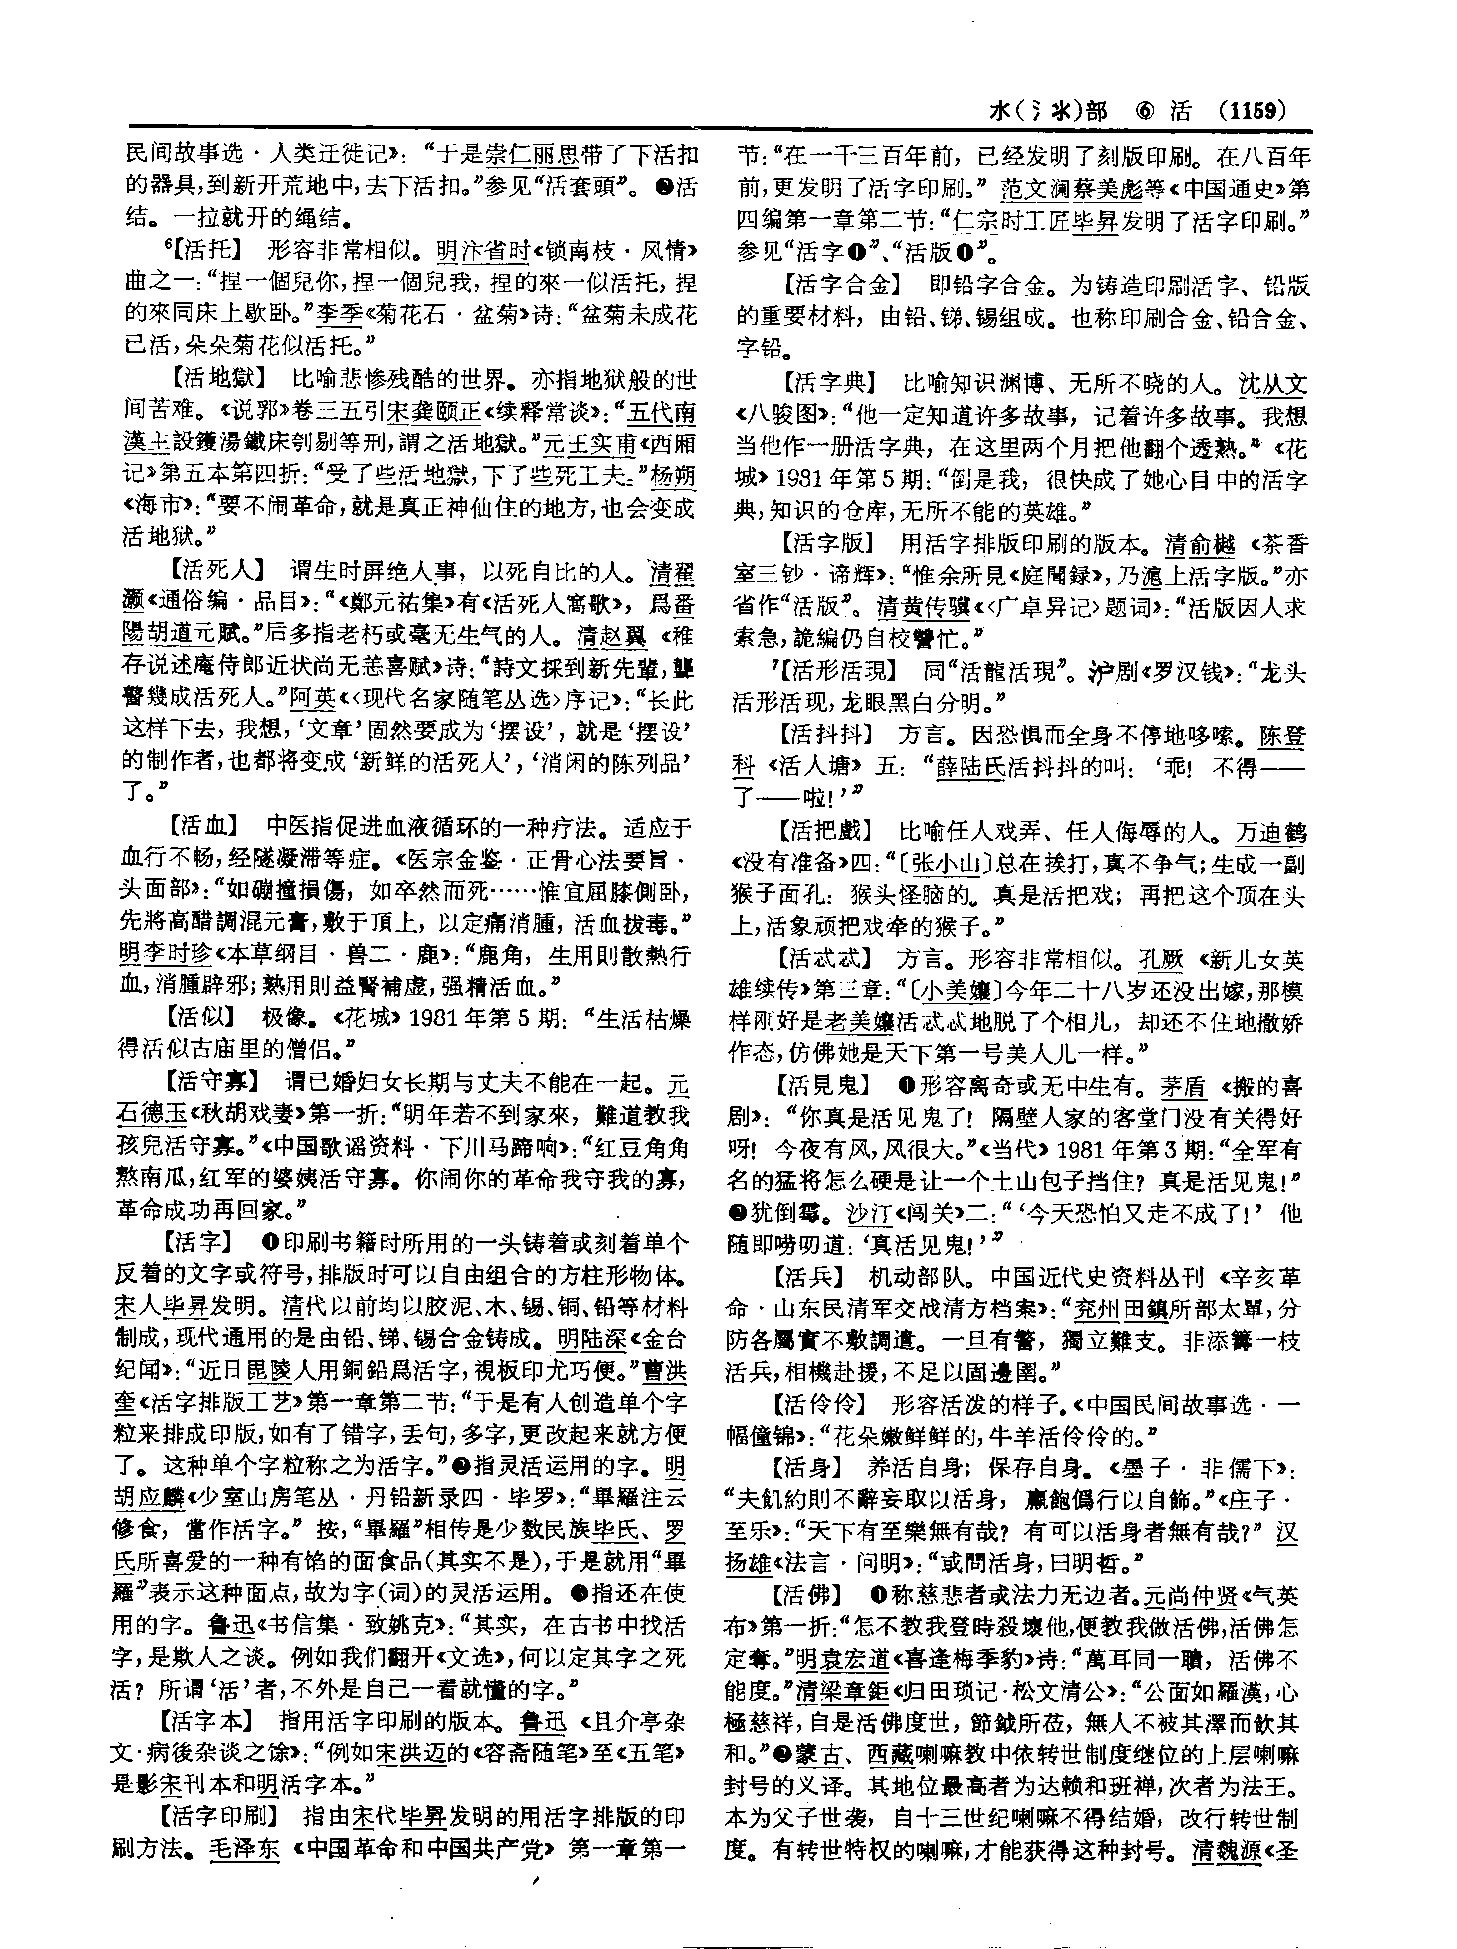 水(氵氺)部 ⑥ 活 (1159)
民间故事选·人类迁徙记》：“于是崇仁丽恩带了下活扣
的器具，到新开荒地中，去下活扣。”参见“活套頭”。❷活
结。一拉就开的绳结。
⁶【活托】 形容非常相似。明汴省时《锁南枝·风情》
曲之一：“捏一個兒你，捏一個兒我，捏的來一似活托，捏
的來同床上歇卧。”李季《菊花石·盆菊》诗：“盆菊未成花
已活，朵朵菊花似活托。”
【活地獄】 比喻悲惨残酷的世界。亦指地狱般的世
间苦难。《说郛》卷三五引宋龚颐正《续释常谈》：“五代南
漢主設鑊湯鐵床刳剔等刑，謂之活地獄。”元王实甫《西厢
记》第五本第四折：“受了些活地獄，下了些死工夫。”杨朔
《海市》：“要不闹革命，就是真正神仙住的地方，也会变成
活地狱。”
【活死人】 谓生时屏绝人事，以死自比的人。清翟
灏《通俗编·品目》：“《鄭元祐集》有《活死人窩歌》，爲番
陽胡道元赋。”后多指老朽或毫无生气的人。清赵翼《稚
存说述庵侍郎近状尚无恙喜赋》诗：“詩文採到新先輩，聾
瞽幾成活死人。”阿英《〈现代名家随笔丛选〉序记》：“长此
这样下去，我想，‘文章’固然要成为‘摆设’，就是‘摆设’
的制作者，也都将变成‘新鲜的活死人’，‘消闲的陈列品’
了。”
【活血】 中医指促进血液循环的一种疗法。适应于
血行不畅，经隧凝滞等症。《医宗金鉴·正骨心法要旨·
头面部》：“如磞撞損傷，如卒然而死……惟宜屈膝側卧，
先將高醋調混元膏，敷于頂上，以定痛消腫，活血拔毒。”
明李时珍《本草纲目·兽二·鹿》：“鹿角，生用則散熱行
血，消腫辟邪；熟用則益腎補虚，强精活血。”
【活似】 极像。《花城》1981年第5期：“生活枯燥
得活似古庙里的僧侣。”
【活守寡】 谓已婚妇女长期与丈夫不能在一起。元
石德玉《秋胡戏妻》第一折：“明年若不到家來，難道教我
孩兒活守寡。”《中国歌谣资料·下川马蹄响》：“红豆角角
熬南瓜，红军的婆姨活守寡。你闹你的革命我守我的寡，
革命成功再回家。”
【活字】 ❶印刷书籍时所用的一头铸着或刻着单个
反着的文字或符号，排版时可以自由组合的方柱形物体。
宋人毕昇发明。清代以前均以胶泥、木、锡、铜、铅等材料
制成，现代通用的是由铅、锑、锡合金铸成。明陆深《金台
纪闻》：“近日毘陵人用銅鉛爲活字，視板印尤巧便。”曹洪
奎《活字排版工艺》第一章第二节：“于是有人创造单个字
粒来排成印版，如有了错字，丢句，多字，更改起来就方便
了。这种单个字粒称之为活字。”❷指灵活运用的字。明
胡应麟《少室山房笔丛·丹铅新录四·毕罗》：“畢羅注云
修食，當作活字。”按，“畢羅”相传是少数民族毕氏、罗
氏所喜爱的一种有馅的面食品(其实不是)，于是就用“畢
羅”表示这种面点，故为字(词)的灵活运用。❸指还在使
用的字。鲁迅《书信集·致姚克》：“其实，在古书中找活
字，是欺人之谈。例如我们翻开《文选》，何以定其字之死
活？所谓‘活’者，不外是自己一看就懂的字。”
【活字本】 指用活字印刷的版本。鲁迅《且介亭杂
文·病後杂谈之馀》：“例如宋洪迈的《容斋随笔》至《五笔》
是影宋刊本和明活字本。”
【活字印刷】 指由宋代毕昇发明的用活字排版的印
刷方法。毛泽东《中国革命和中国共产党》第一章第一
节：“在一千三百年前，已经发明了刻版印刷。在八百年
前，更发明了活字印刷。”范文澜蔡美彪等《中国通史》第
四编第一章第二节：“仁宗时工匠毕昇发明了活字印刷。”
参见“活字❶”、“活版❶”。
【活字合金】 即铅字合金。为铸造印刷活字、铅版
的重要材料，由铅、锑、锡组成。也称印刷合金、铅合金、
字铅。
【活字典】 比喻知识渊博、无所不晓的人。沈从文
《八骏图》：“他一定知道许多故事，记着许多故事。我想
当他作一册活字典，在这里两个月把他翻个透熟。”《花
城》1981年第5期：“倒是我，很快成了她心目中的活字
典，知识的仓库，无所不能的英雄。”
【活字版】 用活字排版印刷的版本。清俞樾《茶香
室三钞·谛辉》：“惟余所見《庭聞録》，乃滬上活字版。”亦
省作“活版”。清黄传骥《〈广卓异记〉题词》：“活版因人求
索急，詭編仍自校讐忙。”
⁷【活形活現】 同“活龍活現”。沪剧《罗汉钱》：“龙头
活形活现，龙眼黑白分明。”
【活抖抖】 方言。因恐惧而全身不停地哆嗦。陈登
科《活人塘》五：“薛陆氏活抖抖的叫：‘乖！不得——
了——啦！’”
【活把戲】 比喻任人戏弄、任人侮辱的人。万迪鹤
《没有准备》四：“〔张小山〕总在挨打，真不争气；生成一副
猴子面孔：猴头怪脑的。真是活把戏；再把这个顶在头
上，活象顽把戏牵的猴子。”
【活忒忒】 方言。形容非常相似。孔厥《新儿女英
雄续传》第三章：“〔小美孃〕今年二十八岁还没出嫁，那模
样刚好是老美孃活忒忒地脱了个相儿，却还不住地撒娇
作态，仿佛她是天下第一号美人儿一样。”
【活見鬼】 ❶形容离奇或无中生有。茅盾《搬的喜
剧》：“你真是活见鬼了！隔壁人家的客堂门没有关得好
呀！今夜有风，风很大。”《当代》1981年第3期：“全军有
名的猛将怎么硬是让一个土山包子挡住？真是活见鬼！”
❷犹倒霉。沙汀《闯关》二：“‘今天恐怕又走不成了！’他
随即唠叨道：‘真活见鬼！’”
【活兵】 机动部队。中国近代史资料丛刊《辛亥革
命·山东民清军交战清方档案》：“兖州田鎮所部太單，分
防各屬實不敷調遣。一旦有警，獨立難支。非添籌一枝
活兵，相機赴援，不足以固邊圉。”
【活伶伶】 形容活泼的样子。《中国民间故事选·一
幅僮锦》：“花朵嫩鲜鲜的，牛羊活伶伶的。”
【活身】 养活自身；保存自身。《墨子·非儒下》：
“夫飢約則不辭妄取以活身，羸飽僞行以自飾。”《庄子·
至乐》：“天下有至樂無有哉？有可以活身者無有哉？”汉
扬雄《法言·问明》：“或問活身，曰明哲。”
【活佛】 ❶称慈悲者或法力无边者。元尚仲贤《气英
布》第一折：“怎不教我登時殺壞他，便教我做活佛，活佛怎
定奪。”明袁宏道《喜逢梅季豹》诗：“萬耳同一聵，活佛不
能度。”清梁章鉅《归田琐记·松文清公》：“公面如羅漢，心
極慈祥，自是活佛度世，節鉞所莅，無人不被其澤而飲其
和。”❷蒙古、西藏喇嘛教中依转世制度继位的上层喇嘛
封号的义译。其地位最高者为达赖和班禅，次者为法王。
本为父子世袭，自十三世纪喇嘛不得结婚，改行转世制
度。有转世特权的喇嘛，才能获得这种封号。清魏源《圣